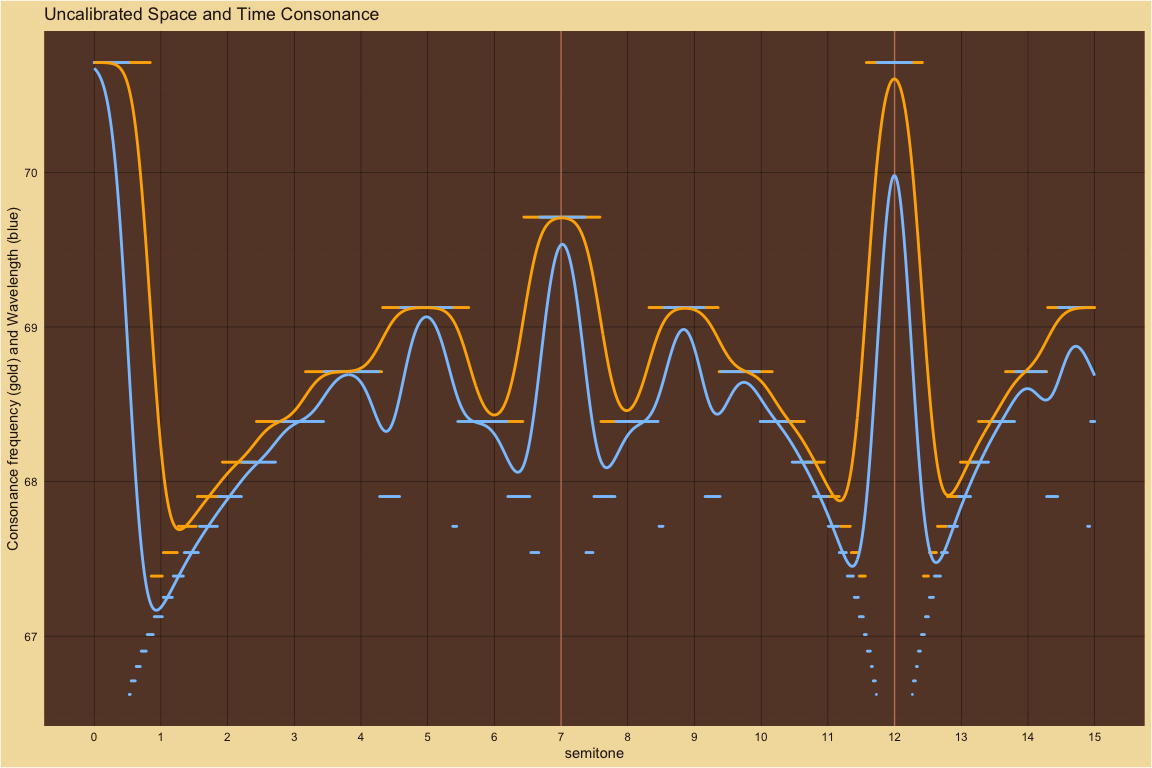 Uncalibrated Space and Time Consonance
Consonance frequency (gold) and Wavelength (blue)
70
69
68
67
0 1 2 3 4 5 6 7 8 9 10 11 12 13 14 15
semitone